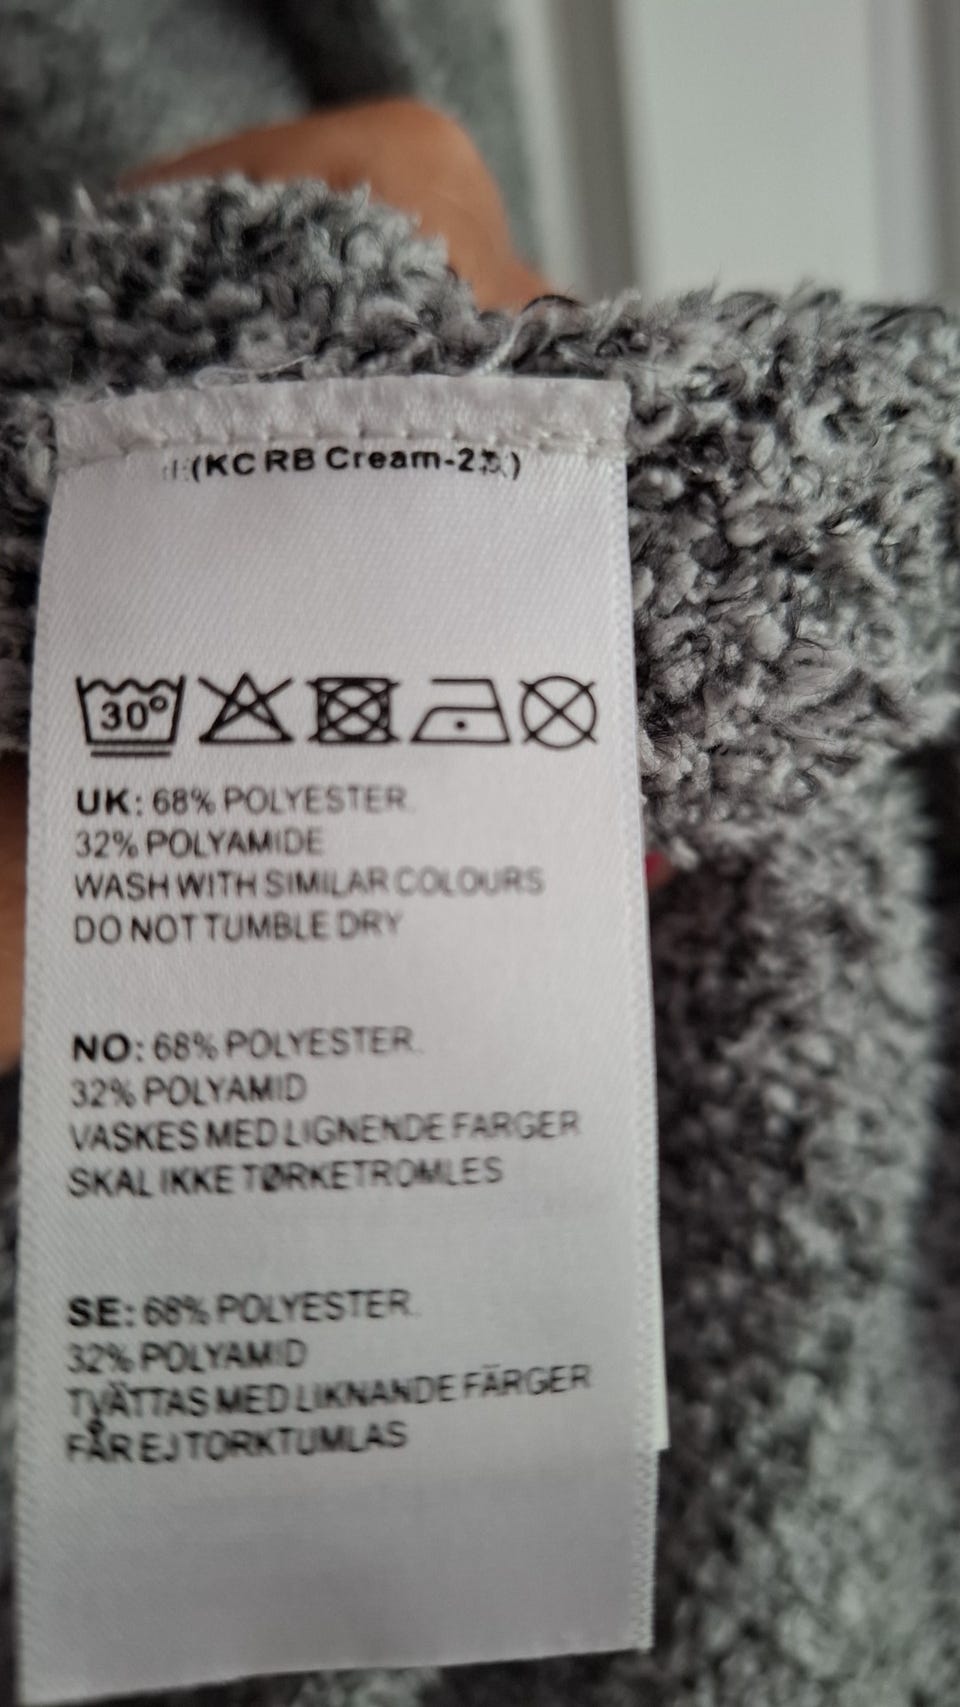 (KC RB Cream-2
30°
UK: 68% POLYESTER.
32% POLYAMIDE
WASH WITH SIMILAR COLOURS
DO NOT TUMBLE DRY
NO: 68% POLYESTER.
32% POLYAMID
VASKES MED LIGNENDE FARGER
SKAL IKKE TØRKETROMLES
SE: 68% POLYESTER.
32% POLYAMID
TVÄTTAS MED LIKNANDE FÄRGER
FÅR EJ TORKTUMLAS